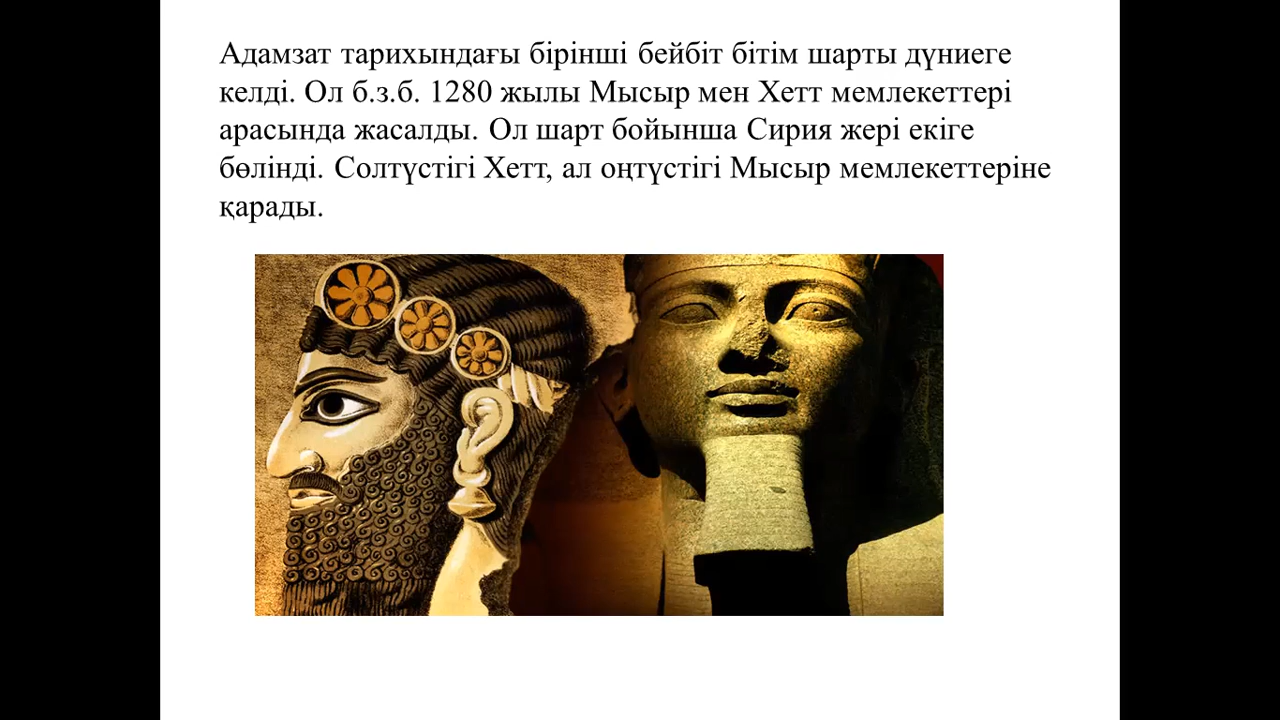 Адамзат тарихындағы бірінші бейбіт бітім шарты дүниеге
келді. Ол б.з.б. 1280 жылы Мысыр мен Хетт мемлекеттері
арасында жасалды. Ол шарт бойынша Сирия жері екіге
бөлінді. Солтүстігі Хетт, ал оңтүстігі Мысыр мемлекеттеріне
қарады.